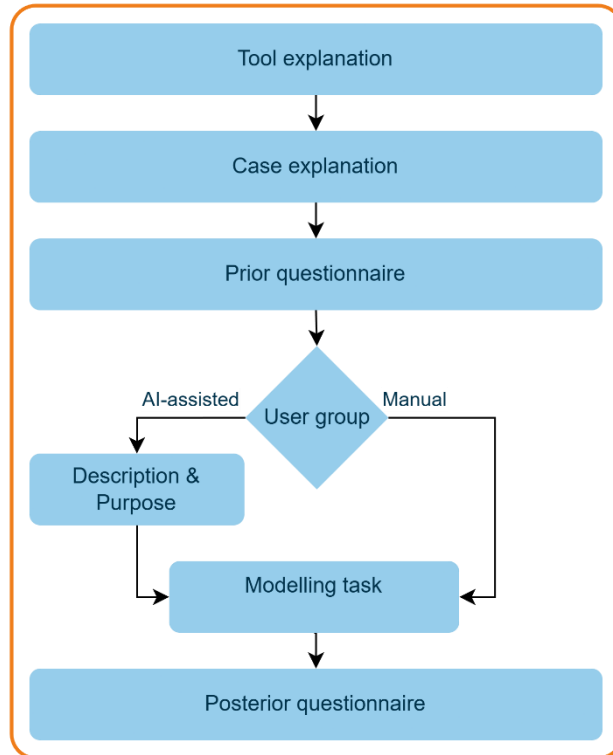 Tool explanation
Case explanation
Prior questionnaire
AI-assisted
Manual
User group
Description &
Purpose
Modelling task
Posterior questionnaire